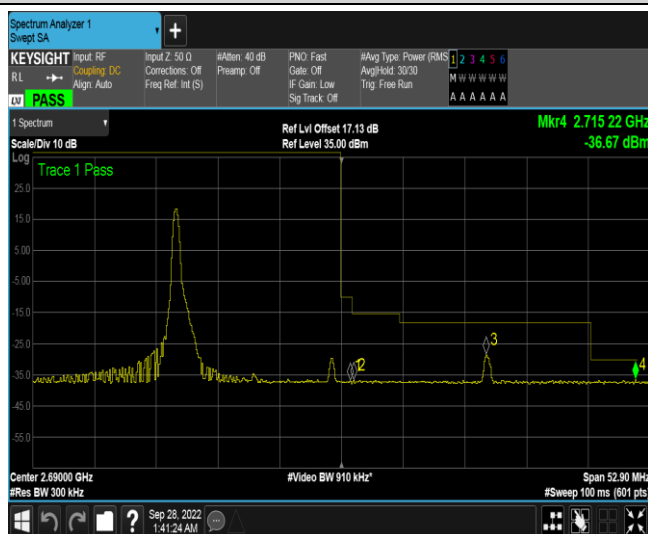 Spectrum Analyzer 1
Swept SA
+
KEYSIGHT
RL
LXI PASS
Input: RF
Coupling: DC
Align: Auto
Input Z: 50 Ω
Corrections: Off
Freq Ref: Int (S)
#Atten: 40 dB
Preamp: Off
PNO: Fast
Gate: Off
IF Gain: Low
Sig Track: Off
#Avg Type: Power (RMS
Avg|Hold: 30/30
Trig: Free Run
1 2 3 4 5 6
M W W W W W
A A A A A A
1 Spectrum
Scale/Div 10 dB
Ref Lvl Offset 17.13 dB
Ref Level 35.00 dBm
Mkr4 2.715 22 GHz
-36.67 dBm
Log
Trace 1 Pass
25.0
15.0
5.00
-5.00
-15.0
-25.0
-35.0
-45.0
-55.0
2
3
4
Center 2.69000 GHz
#Res BW 300 kHz
#Video BW 910 kHz*
Span 52.90 MHz
#Sweep 100 ms (601 pts)
?
Sep 28, 2022
1:41:24 AM